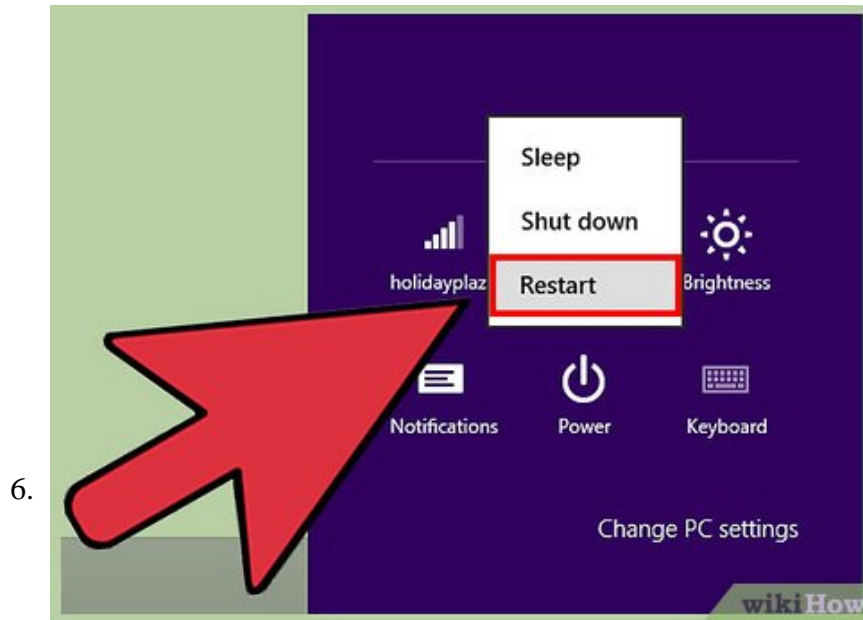 Sleep
Shut down
Restart
holidayplaz
Brightness
Notifications
Power
Keyboard
6.
Change PC settings
wikiHow